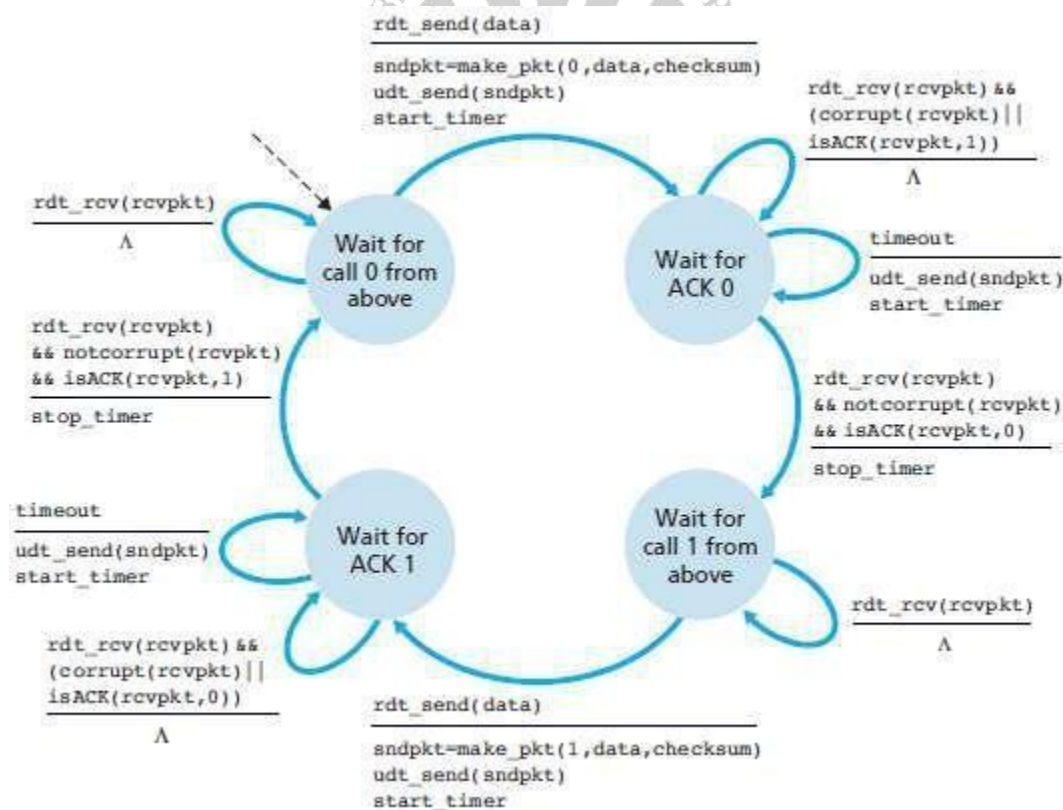 rdt_send(data)
sndpkt=make_pkt(0,data,checksum)
udt_send(sndpkt)
start_timer
rdt_rcv(rcvpkt) &&
(corrupt(rcvpkt)||
isACK(rcvpkt,1))
Λ
rdt_rcv(rcvpkt)
Λ
Wait for
call 0 from
above
Wait for
ACK 0
timeout
udt_send(sndpkt)
start_timer
rdt_rcv(rcvpkt)
&& notcorrupt(rcvpkt)
&& isACK(rcvpkt,1)
stop_timer
rdt_rcv(rcvpkt)
&& notcorrupt(rcvpkt)
&& isACK(rcvpkt,0)
stop_timer
timeout
udt_send(sndpkt)
start_timer
Wait for
ACK 1
Wait for
call 1 from
above
rdt_rcv(rcvpkt)
Λ
rdt_rcv(rcvpkt) &&
(corrupt(rcvpkt)||
isACK(rcvpkt,0))
Λ
rdt_send(data)
sndpkt=make_pkt(1,data,checksum)
udt_send(sndpkt)
start_timer